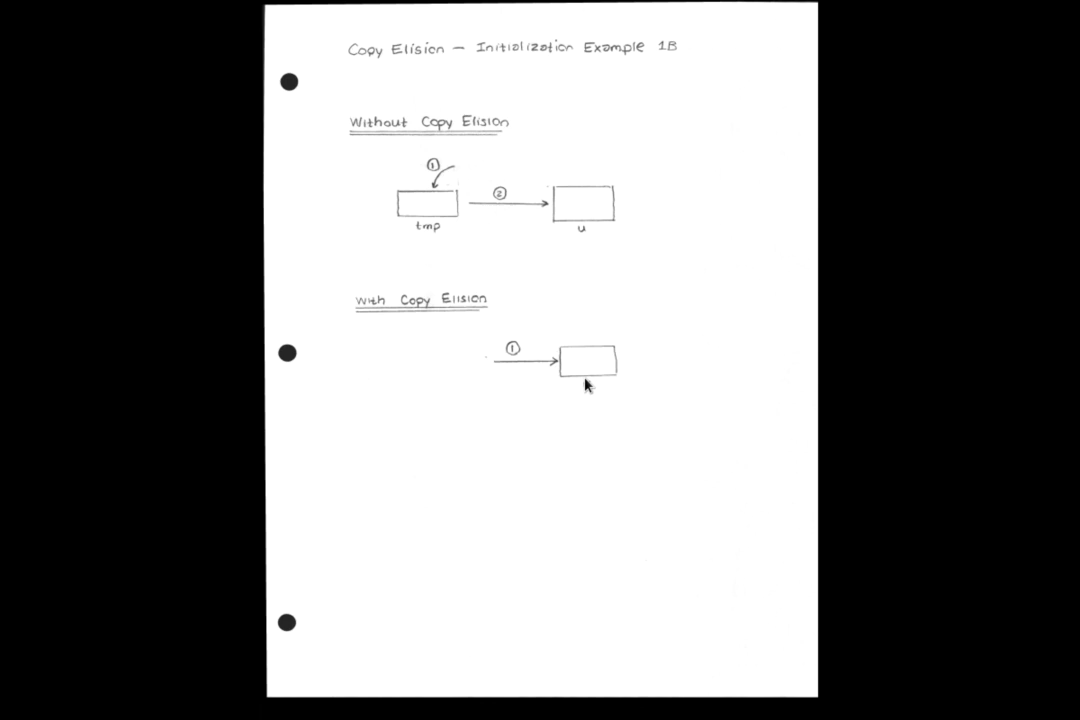 Copy Elision — Initialization Example 1B
Without Copy Elision
①
②
tmp
u
With Copy Elision
①